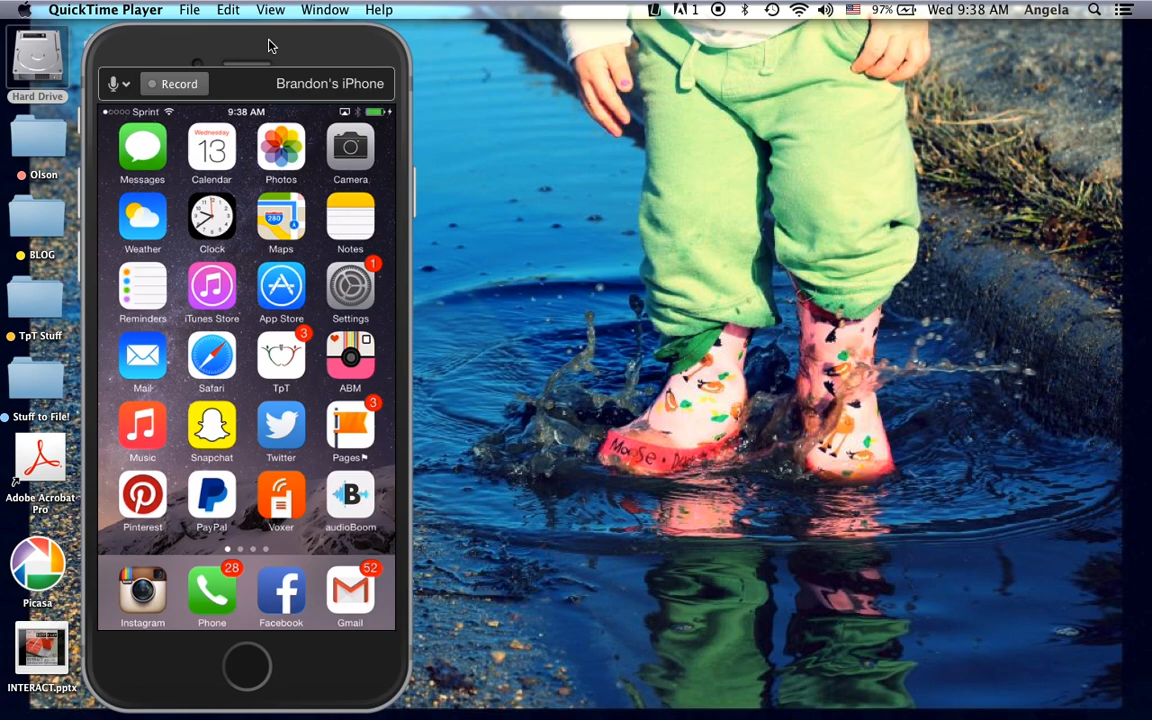 QuickTime Player File Edit View Window Help 1 97% Wed 9:38 AM Angela
Hard Drive
Olson
BLOG
TpT Stuff
Stuff to File!
Adobe Acrobat
Pro
Picasa
INTERACT.pptx
Record Brandon's iPhone
Sprint 9:38 AM
Wednesday
13
Messages Calendar Photos Camera
280
Weather Clock Maps Notes
1
Reminders iTunes Store App Store Settings
3
Mail Safari TpT ABM
3
Music Snapchat Twitter Pages
B
Pinterest PayPal Voxer audioBoom
28 52
Instagram Phone Facebook Gmail
Moose